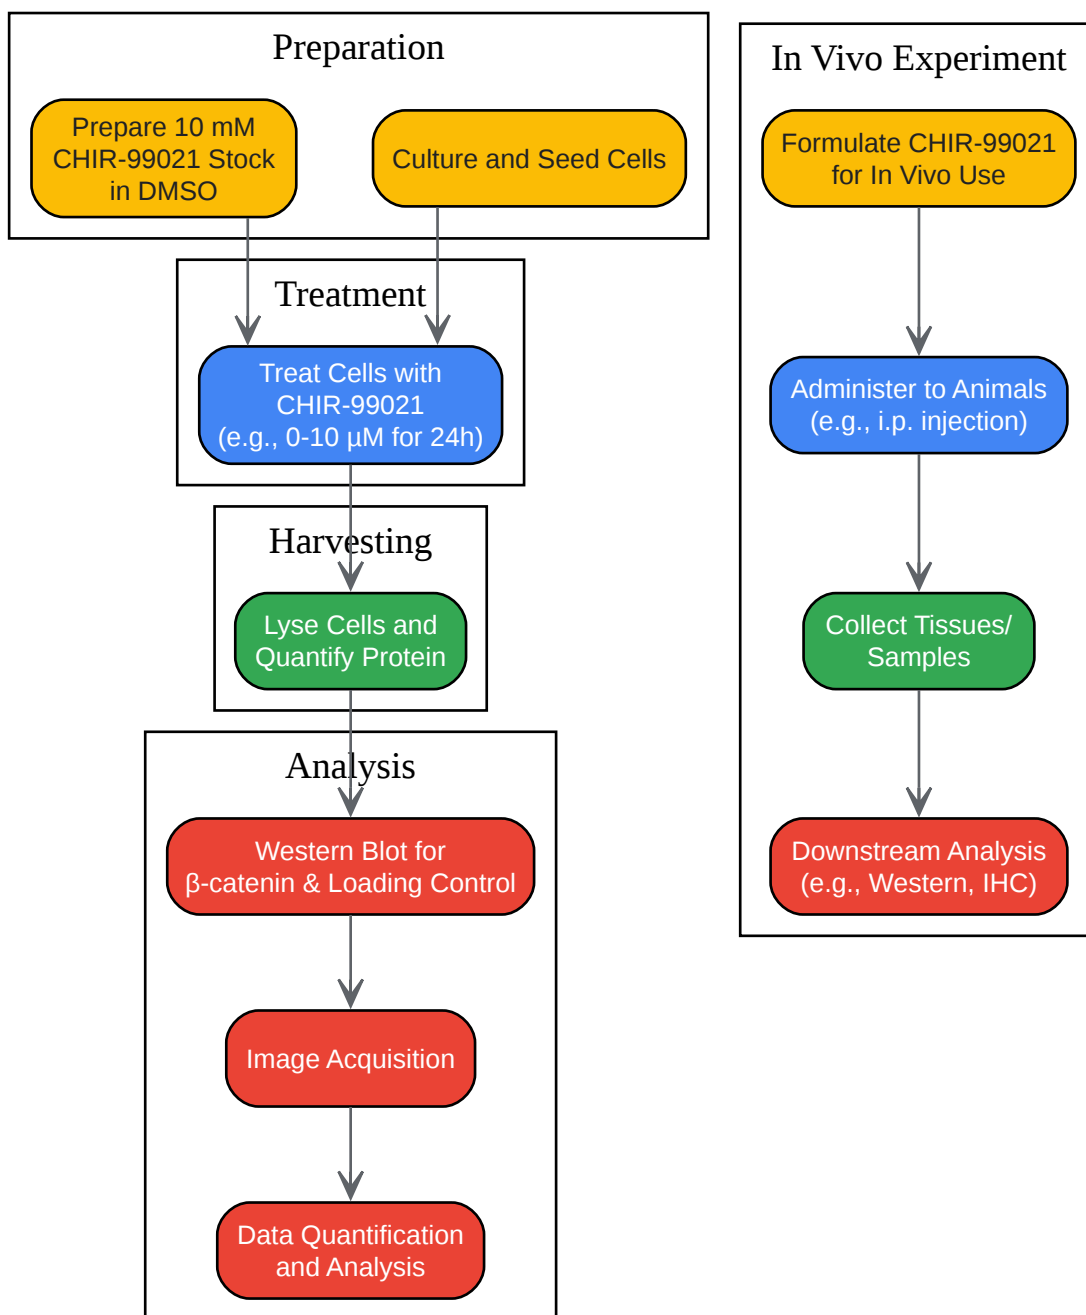 Preparation
Prepare 10 mM
CHIR-99021 Stock
in DMSO
Culture and Seed Cells
Treatment
Treat Cells with
CHIR-99021
(e.g., 0-10 µM for 24h)
Harvesting
Lyse Cells and
Quantify Protein
Analysis
Western Blot for
β-catenin & Loading Control
Image Acquisition
Data Quantification
and Analysis
In Vivo Experiment
Formulate CHIR-99021
for In Vivo Use
Administer to Animals
(e.g., i.p. injection)
Collect Tissues/
Samples
Downstream Analysis
(e.g., Western, IHC)